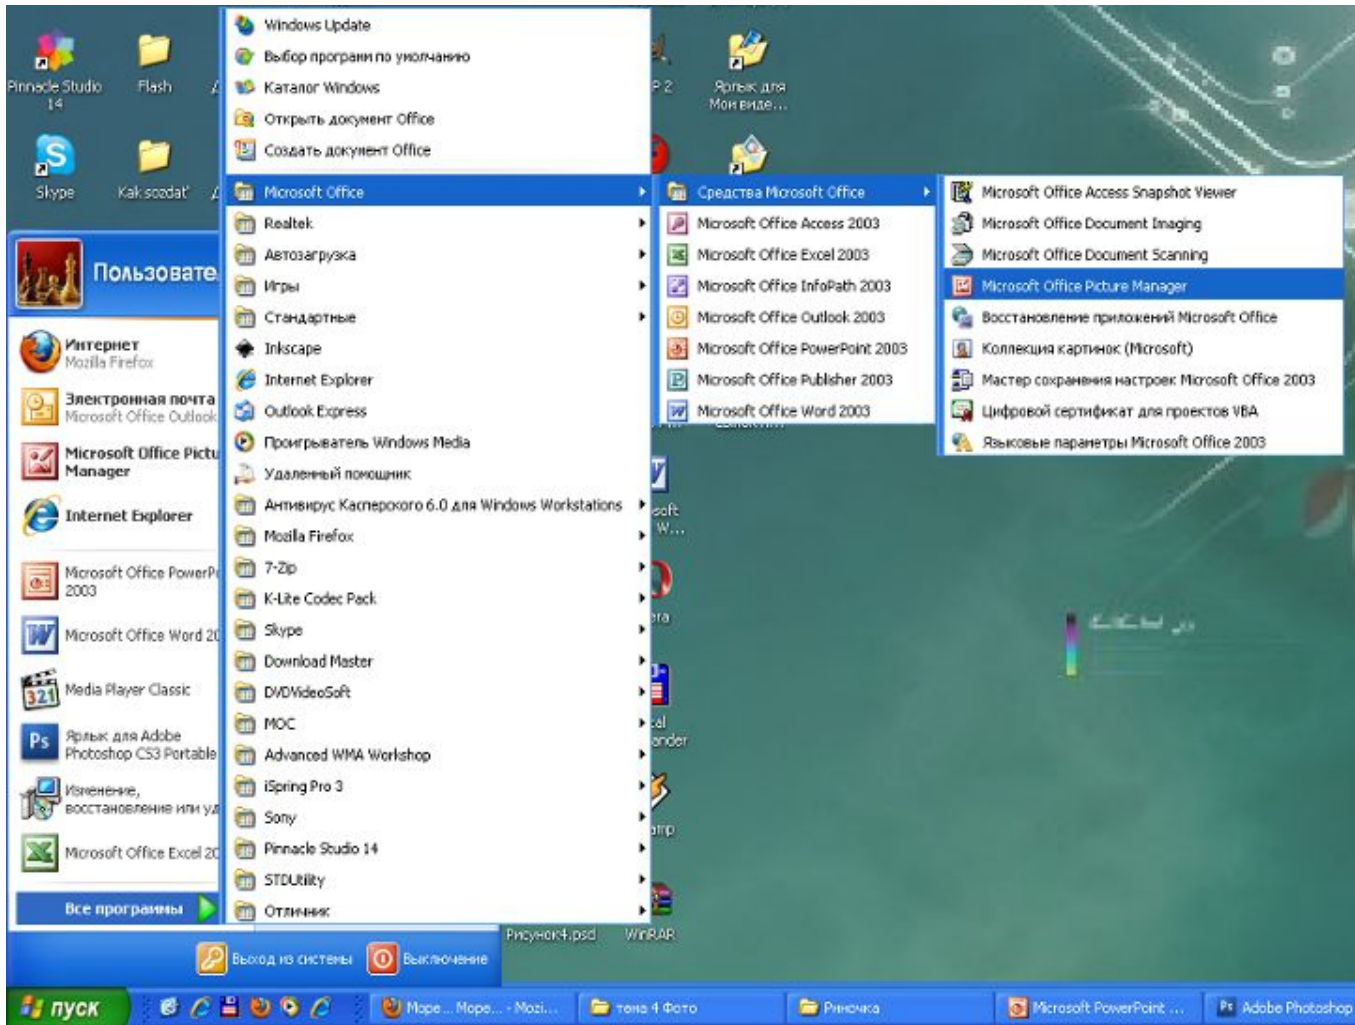 Pinnacle Studio
14
Flash
Skype
Kak sozdat'
P 2
Ярлык для
Мои виде...
Windows Update
Выбор программ по умолчанию
Каталог Windows
Открыть документ Office
Создать документ Office
Microsoft Office
Realtek
Автозагрузка
Игры
Стандартные
Inkscape
Internet Explorer
Outlook Express
Проигрыватель Windows Media
Удаленный помощник
Антивирус Касперского 6.0 для Windows Workstations
Mozilla Firefox
7-Zip
K-Lite Codec Pack
Skype
Download Master
DVDVideoSoft
МОС
Advanced WMA Workshop
iSpring Pro 3
Sony
Pinnacle Studio 14
STDUtility
Отличник
Средства Microsoft Office
Microsoft Office Access 2003
Microsoft Office Excel 2003
Microsoft Office InfoPath 2003
Microsoft Office Outlook 2003
Microsoft Office PowerPoint 2003
Microsoft Office Publisher 2003
Microsoft Office Word 2003
Microsoft Office Access Snapshot Viewer
Microsoft Office Document Imaging
Microsoft Office Document Scanning
Microsoft Office Picture Manager
Восстановление приложений Microsoft Office
Коллекция картинок (Microsoft)
Мастер сохранения настроек Microsoft Office 2003
Цифровой сертификат для проектов VBA
Языковые параметры Microsoft Office 2003
Пользовате
Интернет
Mozilla Firefox
Электронная почта
Microsoft Office Outlook
Microsoft Office Pictu
Manager
Internet Explorer
Microsoft Office PowerPo
2003
Microsoft Office Word 20
Media Player Classic
Ярлык для Adobe
Photoshop CS3 Portable
Изменение,
восстановление или уд
Microsoft Office Excel 20
Все программы
Выход из системы
Выключение
Рисунок4.psd
WinRAR
пуск
Море... Море... - Mozi...
тема 4 Фото
Риночка
Microsoft PowerPoint ...
Adobe Photoshop